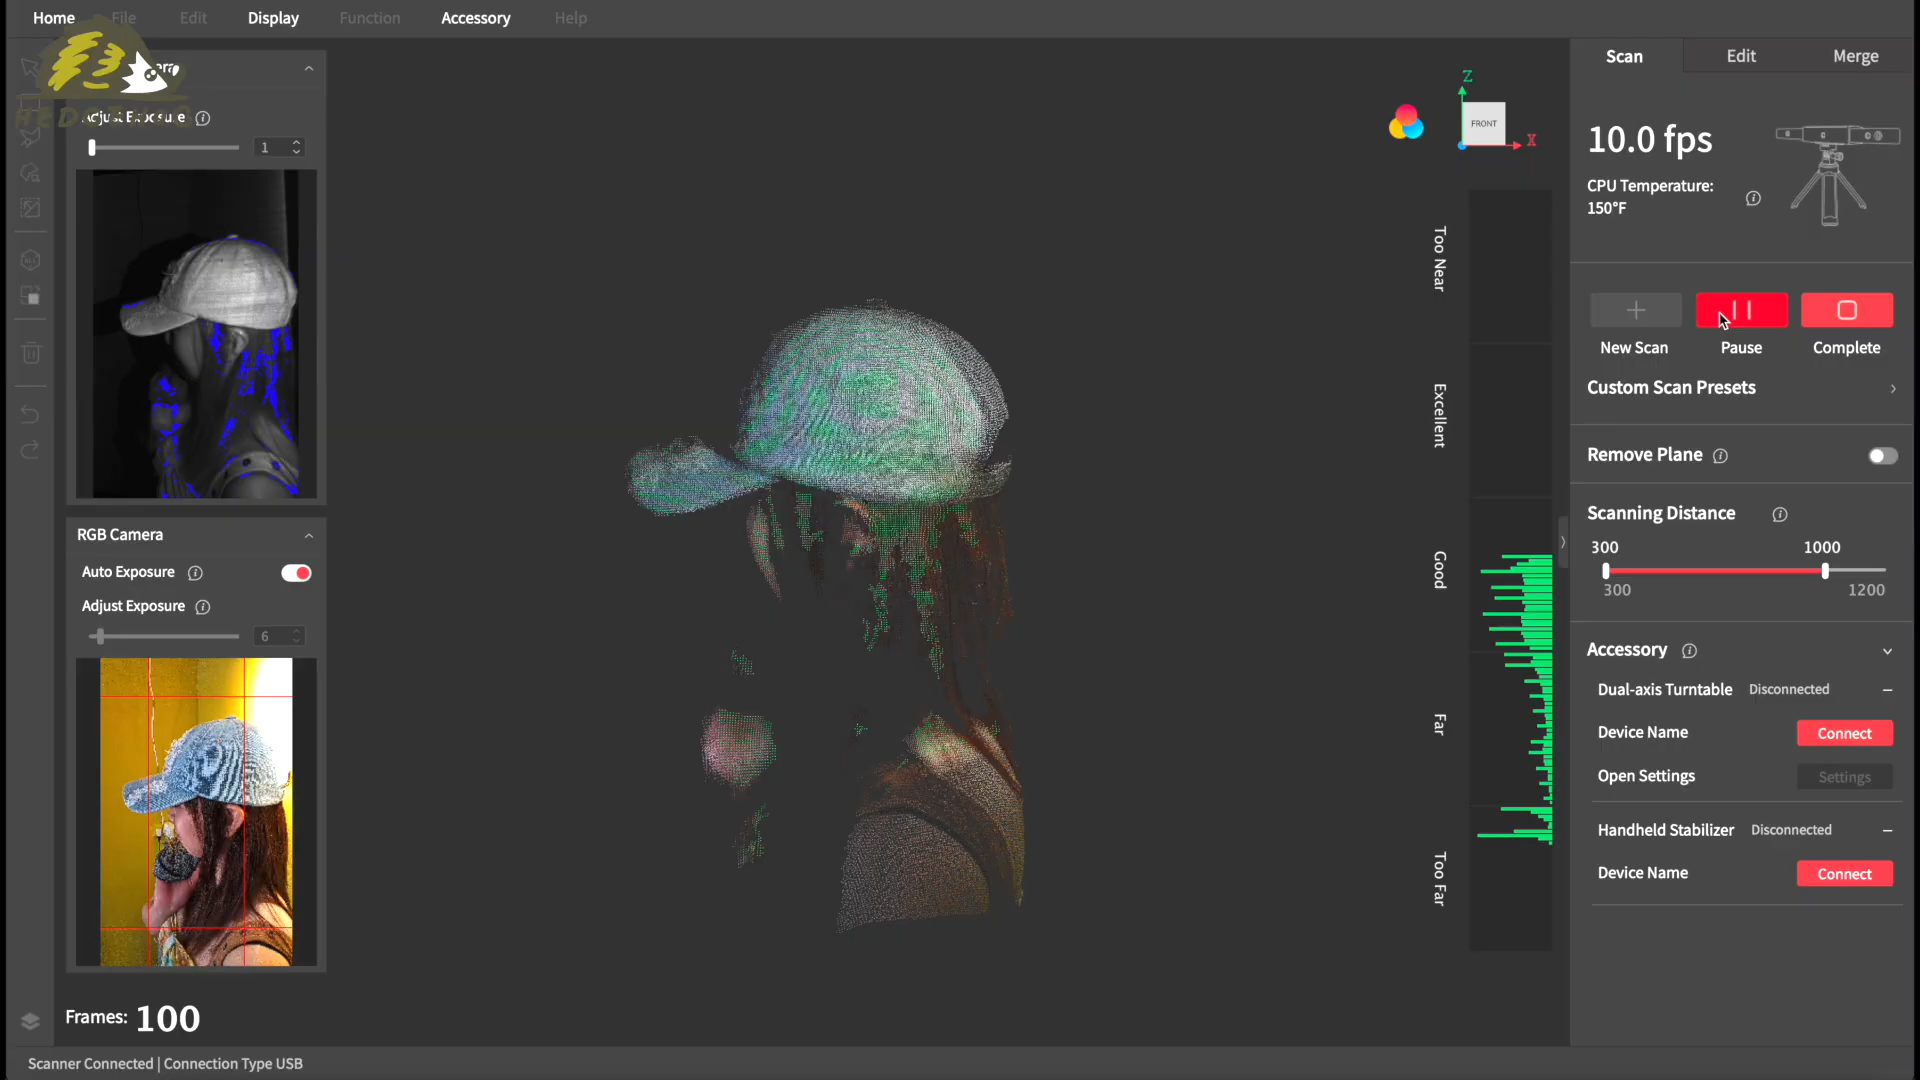 Home File Edit Display Function Accessory Help
Adjust Exposure
1
RGB Camera
Auto Exposure
Adjust Exposure
6
Frames: 100
Scanner Connected | Connection Type USB
Z
FRONT
X
Too Near
Excellent
Good
Far
Too Far
Scan Edit Merge
10.0 fps
CPU Temperature:
150°F
New Scan Pause Complete
Custom Scan Presets
Remove Plane
Scanning Distance
300 1000
300 1200
Accessory
Dual-axis Turntable Disconnected
Device Name Connect
Open Settings Settings
Handheld Stabilizer Disconnected
Device Name Connect